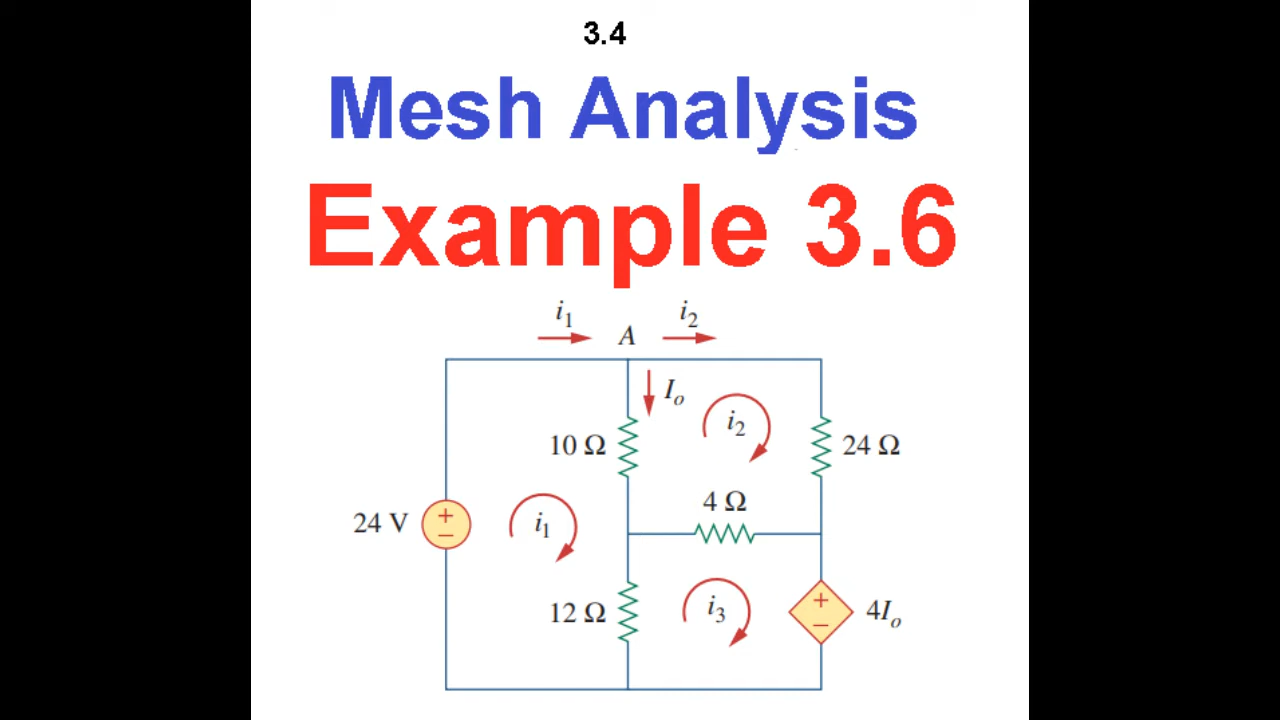 3.4
Mesh Analysis
Example 3.6
i₁ A i₂
Iₒ
i₂
10 Ω 24 Ω
4 Ω
24 V + − i₁
12 Ω i₃ + − 4Iₒ